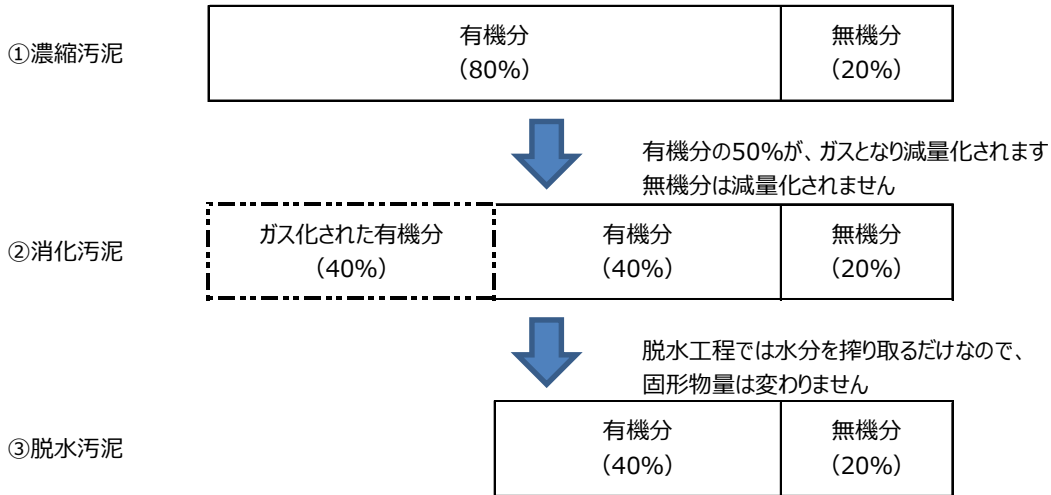 ①濃縮汚泥
有機分
(80%)
無機分
(20%)
有機分の50%が、ガスとなり減量化されます
無機分は減量化されません
②消化汚泥
ガス化された有機分
(40%)
有機分
(40%)
無機分
(20%)
脱水工程では水分を搾り取るだけなので、
固形物量は変わりません
③脱水汚泥
有機分
(40%)
無機分
(20%)